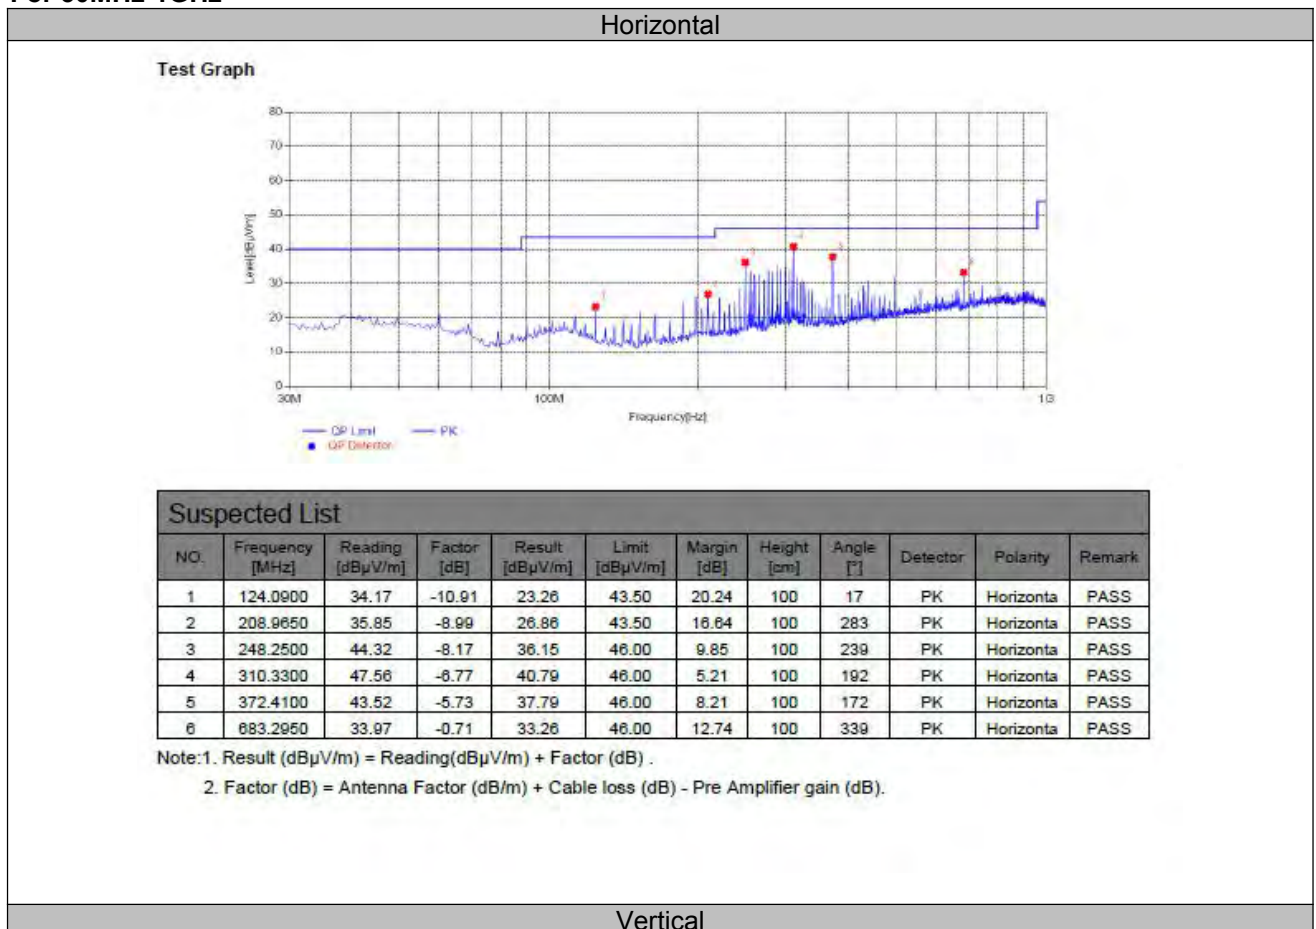 Horizontal
Test Graph
80
70
60
50
40
30
20
10
0
Level[dBμV/m]
30M 100M 1G
Frequency[Hz]
QP Limit PK
QP Detector
Suspected List
NO. Frequency [MHz] Reading [dBμV/m] Factor [dB] Result [dBμV/m] Limit [dBμV/m] Margin [dB] Height [cm] Angle [°] Detector Polarity Remark
1 124.0900 34.17 -10.91 23.26 43.50 20.24 100 17 PK Horizonta PASS
2 208.9650 35.85 -8.99 26.86 43.50 16.64 100 283 PK Horizonta PASS
3 248.2500 44.32 -8.17 36.15 46.00 9.85 100 239 PK Horizonta PASS
4 310.3300 47.56 -6.77 40.79 46.00 5.21 100 192 PK Horizonta PASS
5 372.4100 43.52 -5.73 37.79 46.00 8.21 100 172 PK Horizonta PASS
6 683.2950 33.97 -0.71 33.26 46.00 12.74 100 339 PK Horizonta PASS
Note:1. Result (dBμV/m) = Reading(dBμV/m) + Factor (dB) .
2. Factor (dB) = Antenna Factor (dB/m) + Cable loss (dB) - Pre Amplifier gain (dB).
Vertical